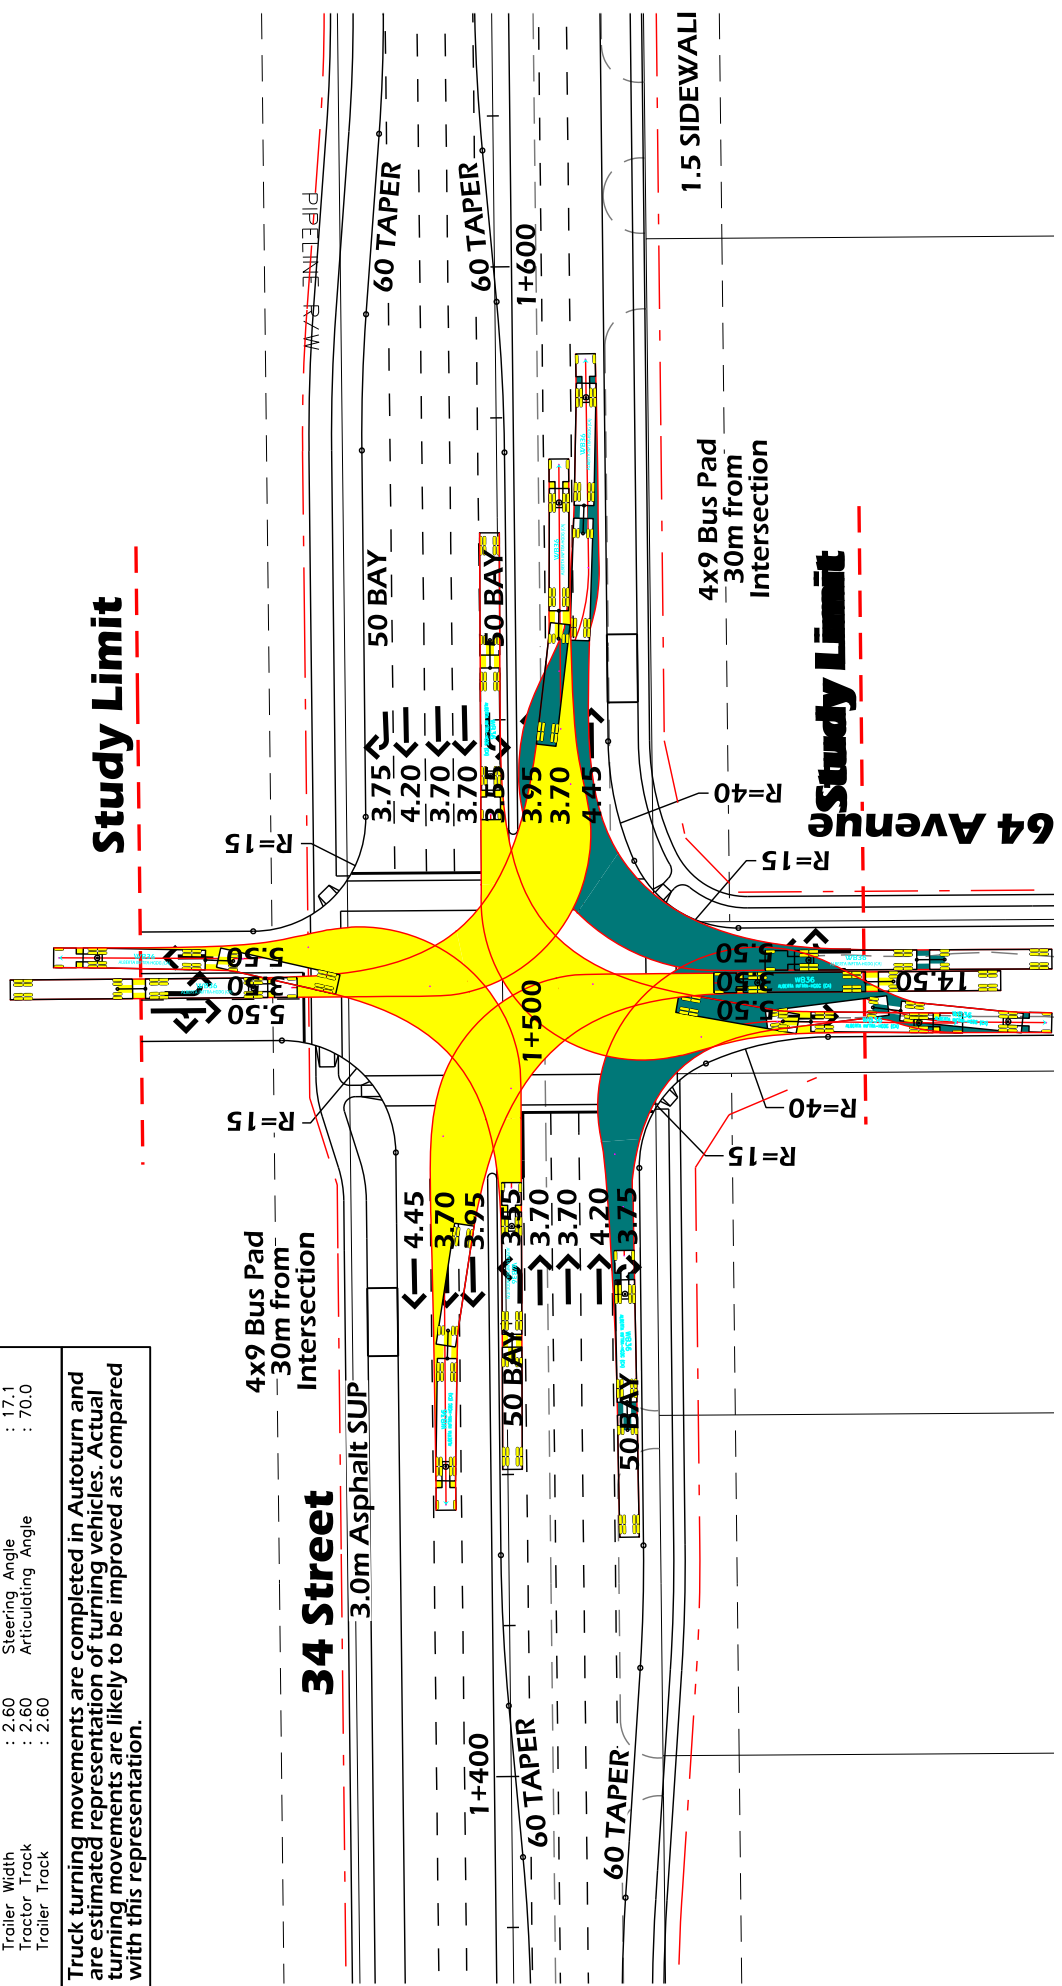 1.5 SIDEWALK
PIPELINE R/W
60 TAPER
60 TAPER
1+600
4x9 Bus Pad
30m from
Intersection
Study Limit
50 BAY
50 BAY
Study Limit
3.75
4.20
3.70
3.70
3.55
3.95
3.70
4.45
R=15
R=40
64 Avenue
R=15
5.50
3.50
5.50
5.50
3.50
5.50
WB36
14.50
1+500
R=15
R=40
R=15
4.45
3.70
3.95
3.55
3.70
3.70
4.20
3.75
4x9 Bus Pad
30m from
Intersection
50 BAY
50 BAY
34 Street
3.0m Asphalt SUP
1+400
60 TAPER
60 TAPER
Trailer Width : 2.60 Steering Angle : 17.1
Tractor Track : 2.60 Articulating Angle : 70.0
Trailer Track : 2.60
Truck turning movements are completed in Autoturn and
are estimated representation of turning vehicles. Actual
turning movements are likely to be improved as compared
with this representation.